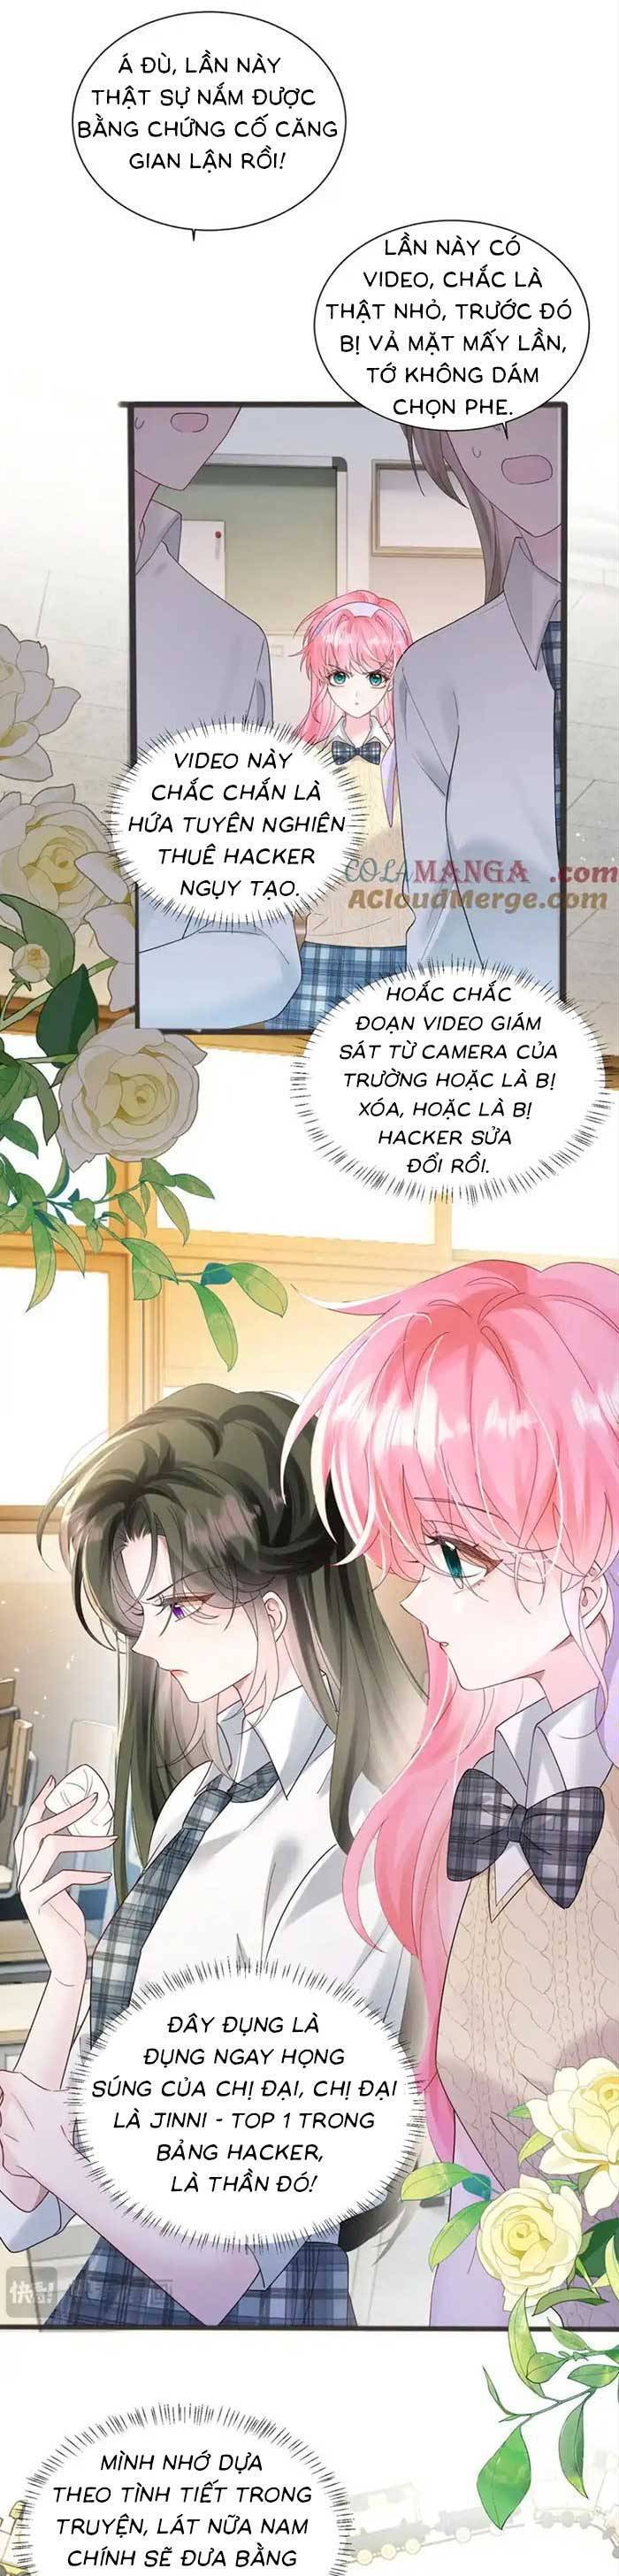 Á ĐÙ, LẦN NÀY
THẬT SỰ NẮM ĐƯỢC
BẰNG CHỨNG CỐ CĂNG
GIAN LẬN RỒI!
LẦN NÀY CÓ
VIDEO, CHẮC LÀ
THẬT NHỎ, TRƯỚC ĐÓ
BỊ VẢ MẶT MẤY LẦN,
TỚ KHÔNG DÁM
CHỌN PHE.
VIDEO NÀY
CHẮC CHẮN LÀ
HỨA TUYÊN NGHIÊN
THUÊ HACKER
NGỤY TẠO.
COLAMANGA.com
ACloudMerge.com
HOẮC CHẮC
ĐOẠN VIDEO GIÁM
SÁT TỪ CAMERA CỦA
TRƯỜNG HOẶC LÀ BỊ
XÓA, HOẶC LÀ BỊ
HACKER SỬA
ĐỔI RỒI.
ĐÂY ĐỤNG LÀ
ĐỤNG NGAY HỌNG
SÚNG CỦA CHỊ ĐẠI, CHỊ ĐẠI
LÀ JINNI - TOP 1 TRONG
BẢNG HACKER,
LÀ THẦN ĐÓ!
MÌNH NHỚ DỰA
THEO TÌNH TIẾT TRONG
TRUYỆN, LÁT NỮA NAM
CHÍNH SẼ ĐƯA BẰNG